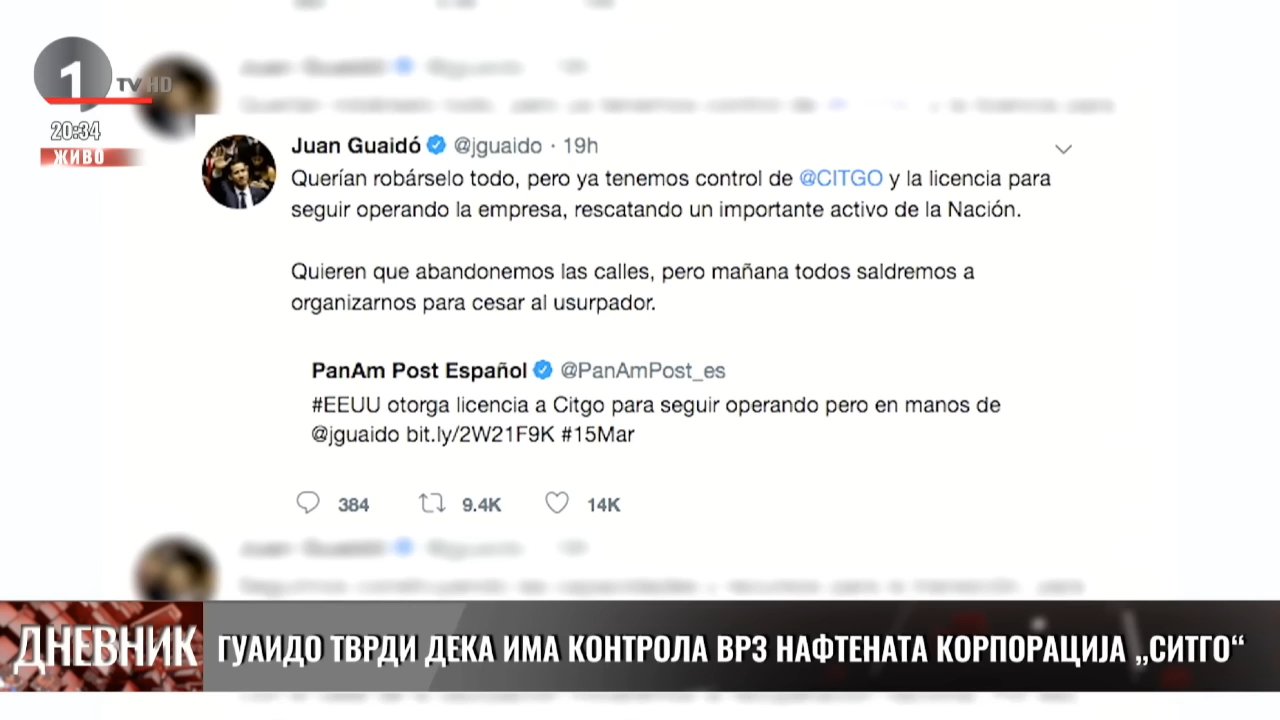 1
TV HD
20:34
ЖИВО
Juan Guaidó @jguaido · 19h
Querían robárselo todo, pero ya tenemos control de @CITGO y la licencia para
seguir operando la empresa, rescatando un importante activo de la Nación.
Quieren que abandonemos las calles, pero mañana todos saldremos a
organizarnos para cesar al usurpador.
PanAm Post Español @PanAmPost_es
#EEUU otorga licencia a Citgo para seguir operando pero en manos de
@jguaido bit.ly/2W21F9K #15Mar
384 9.4K 14K
ДНЕВНИК
ГУАИДО ТВРДИ ДЕКА ИМА КОНТРОЛА ВРЗ НАФТЕНАТА КОРПОРАЦИЈА „СИТГО“